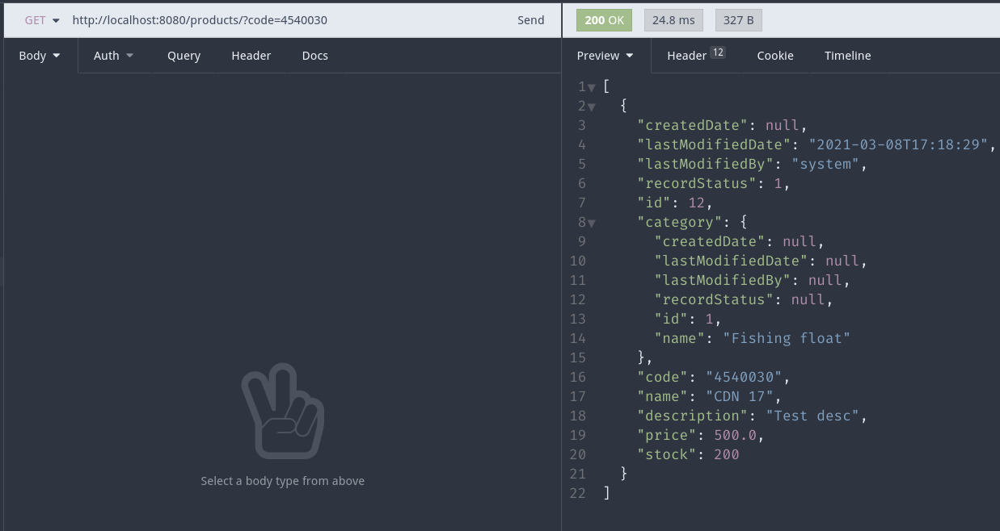 GET http://localhost:8080/products/?code=4540030 Send
Body Auth Query Header Docs
Select a body type from above
200 OK 24.8 ms 327 B
Preview Header 12 Cookie Timeline
1 [
2 {
3 "createdDate": null,
4 "lastModifiedDate": "2021-03-08T17:18:29",
5 "lastModifiedBy": "system",
6 "recordStatus": 1,
7 "id": 12,
8 "category": {
9 "createdDate": null,
10 "lastModifiedDate": null,
11 "lastModifiedBy": null,
12 "recordStatus": null,
13 "id": 1,
14 "name": "Fishing float"
15 },
16 "code": "4540030",
17 "name": "CDN 17",
18 "description": "Test desc",
19 "price": 500.0,
20 "stock": 200
21 }
22 ]